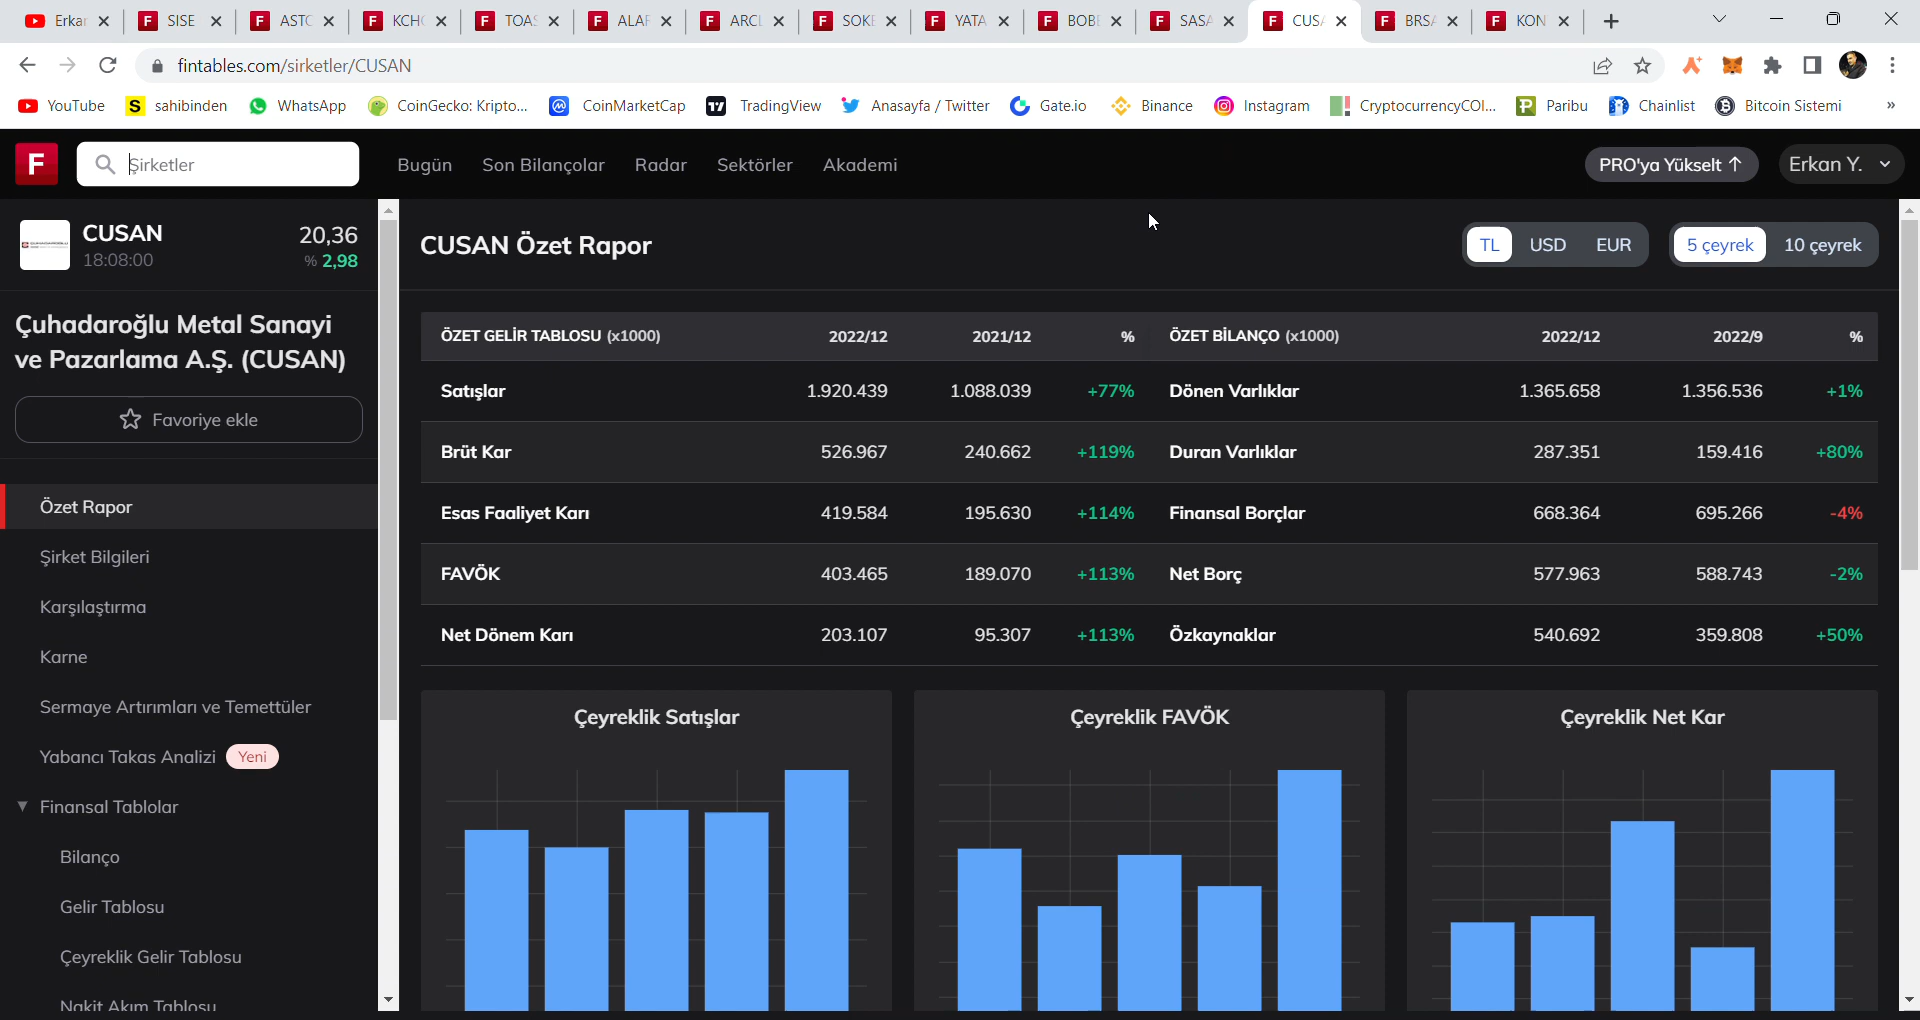 Erkan
SISE
ASTO
KCHO
TOAS
ALAR
ARCL
SOKE
YATA
BOBE
SASA
CUSA
BRSA
KON
fintables.com/sirketler/CUSAN
YouTube
sahibinden
WhatsApp
CoinGecko: Kripto...
CoinMarketCap
TradingView
Anasayfa / Twitter
Gate.io
Binance
Instagram
CryptocurrencyCOI...
Paribu
Chainlist
Bitcoin Sistemi
»
F
Şirketler
Bugün
Son Bilançolar
Radar
Sektörler
Akademi
PRO'ya Yükselt ↑
Erkan Y.
CUSAN
20,36
18:08:00
% 2,98
Çuhadaroğlu Metal Sanayi
ve Pazarlama A.Ş. (CUSAN)
Favoriye ekle
Özet Rapor
Şirket Bilgileri
Karşılaştırma
Karne
Sermaye Artırımları ve Temettüler
Yabancı Takas Analizi Yeni
Finansal Tablolar
Bilanço
Gelir Tablosu
Çeyreklik Gelir Tablosu
Nakit Akım Tablosu
CUSAN Özet Rapor
TL USD EUR
5 çeyrek 10 çeyrek
ÖZET GELİR TABLOSU (x1000) 2022/12 2021/12 %
Satışlar 1.920.439 1.088.039 +77%
Brüt Kar 526.967 240.662 +119%
Esas Faaliyet Karı 419.584 195.630 +114%
FAVÖK 403.465 189.070 +113%
Net Dönem Karı 203.107 95.307 +113%
ÖZET BİLANÇO (x1000) 2022/12 2022/9 %
Dönen Varlıklar 1.365.658 1.356.536 +1%
Duran Varlıklar 287.351 159.416 +80%
Finansal Borçlar 668.364 695.266 -4%
Net Borç 577.963 588.743 -2%
Özkaynaklar 540.692 359.808 +50%
Çeyreklik Satışlar
Çeyreklik FAVÖK
Çeyreklik Net Kar